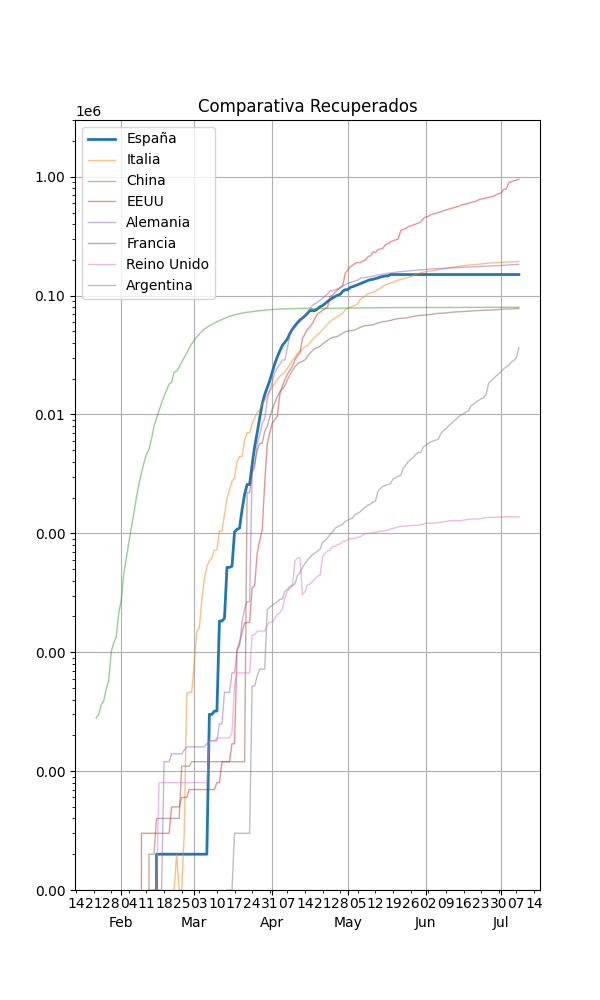 Comparativa Recuperados
1e6
España
Italia
China
EEUU
Alemania
Francia
Reino Unido
Argentina
1.00
0.10
0.01
0.00
0.00
0.00
0.00
14 21 28 04 11 18 25 03 10 17 24 31 07 14 21 28 05 12 19 26 02 09 16 23 30 07 14
Feb Mar Apr May Jun Jul